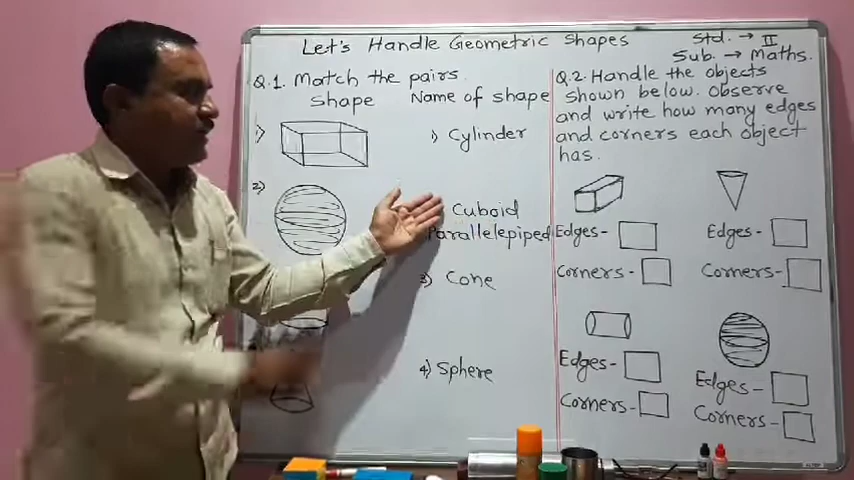 Let's Handle Geometric Shapes
Std. → II
Sub. → Maths.
Q.1. Match the pairs.
Shape Name of shape
1) 1) Cylinder
2)
Cuboid
Parallelepiped
3) Cone
4) Sphere
Q.2. Handle the objects
shown below. Observe
and write how many edges
and corners each object
has.
Edges- Edges-
Corners- Corners-
Edges- Edges-
Corners- Corners-